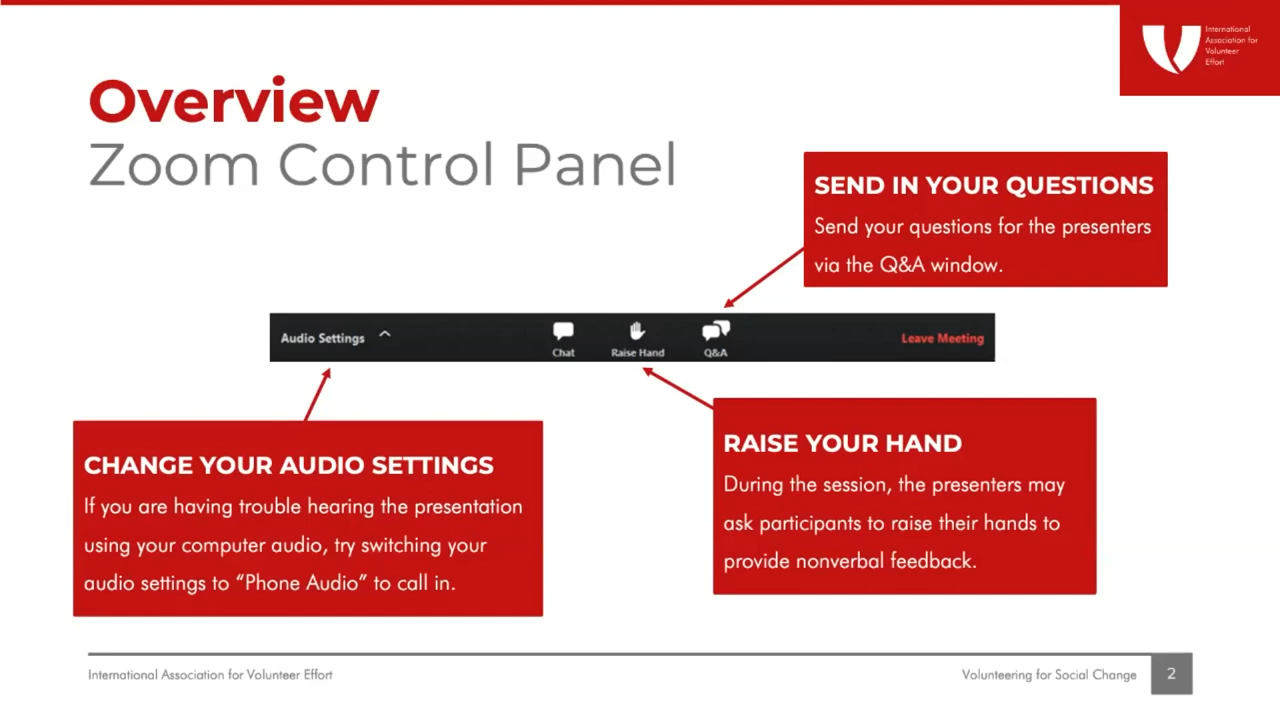 International
Association for
Volunteer
Effort
Overview
Zoom Control Panel
SEND IN YOUR QUESTIONS
Send your questions for the presenters
via the Q&A window.
Audio Settings
Chat
Raise Hand
Q&A
Leave Meeting
CHANGE YOUR AUDIO SETTINGS
If you are having trouble hearing the presentation
using your computer audio, try switching your
audio settings to “Phone Audio” to call in.
RAISE YOUR HAND
During the session, the presenters may
ask participants to raise their hands to
provide nonverbal feedback.
International Association for Volunteer Effort
Volunteering for Social Change
2